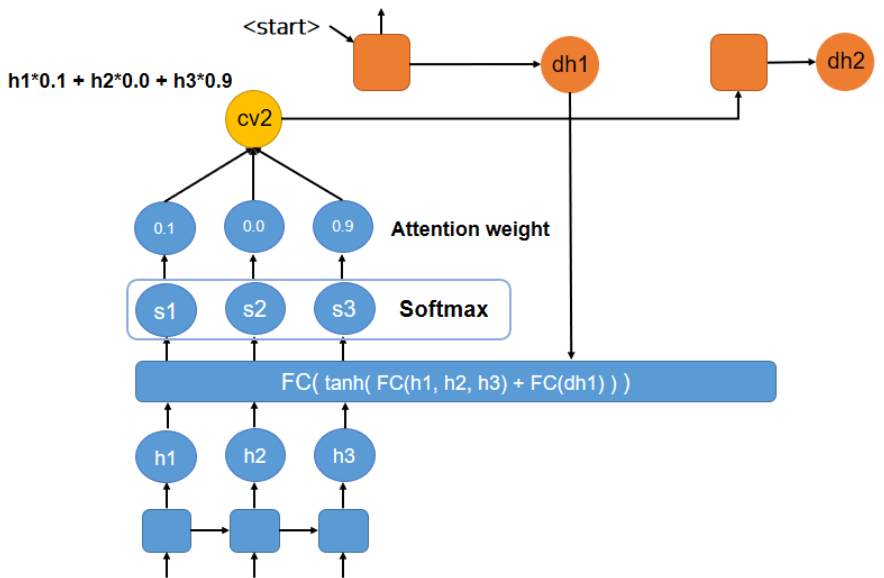 <start>
dh1
dh2
h1*0.1 + h2*0.0 + h3*0.9
cv2
0.1 0.0 0.9 Attention weight
s1 s2 s3 Softmax
FC( tanh( FC(h1, h2, h3) + FC(dh1) ) )
h1 h2 h3